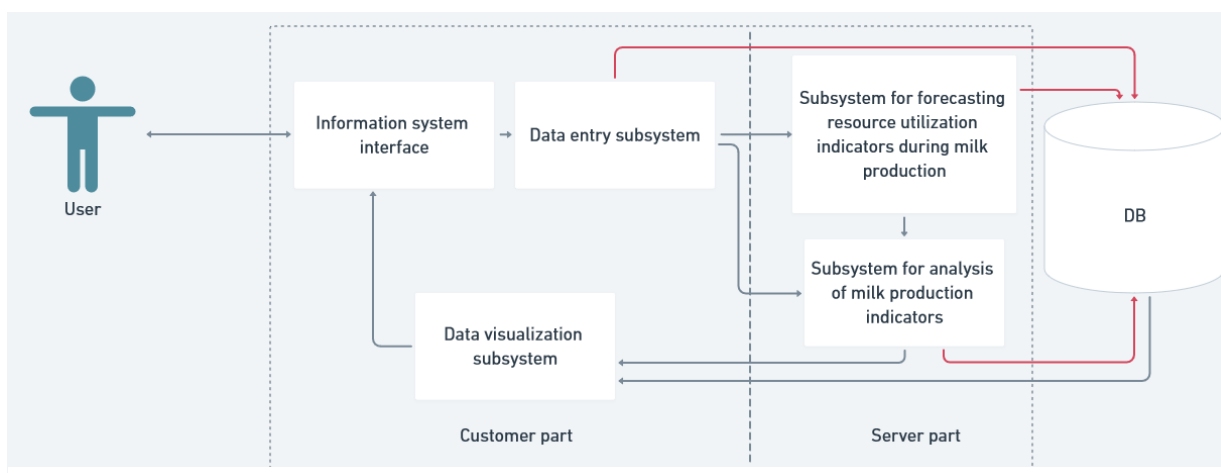 User
Information system
interface
Data entry subsystem
Subsystem for forecasting
resource utilization
indicators during milk
production
DB
Subsystem for analysis
of milk production
indicators
Data visualization
subsystem
Customer part
Server part